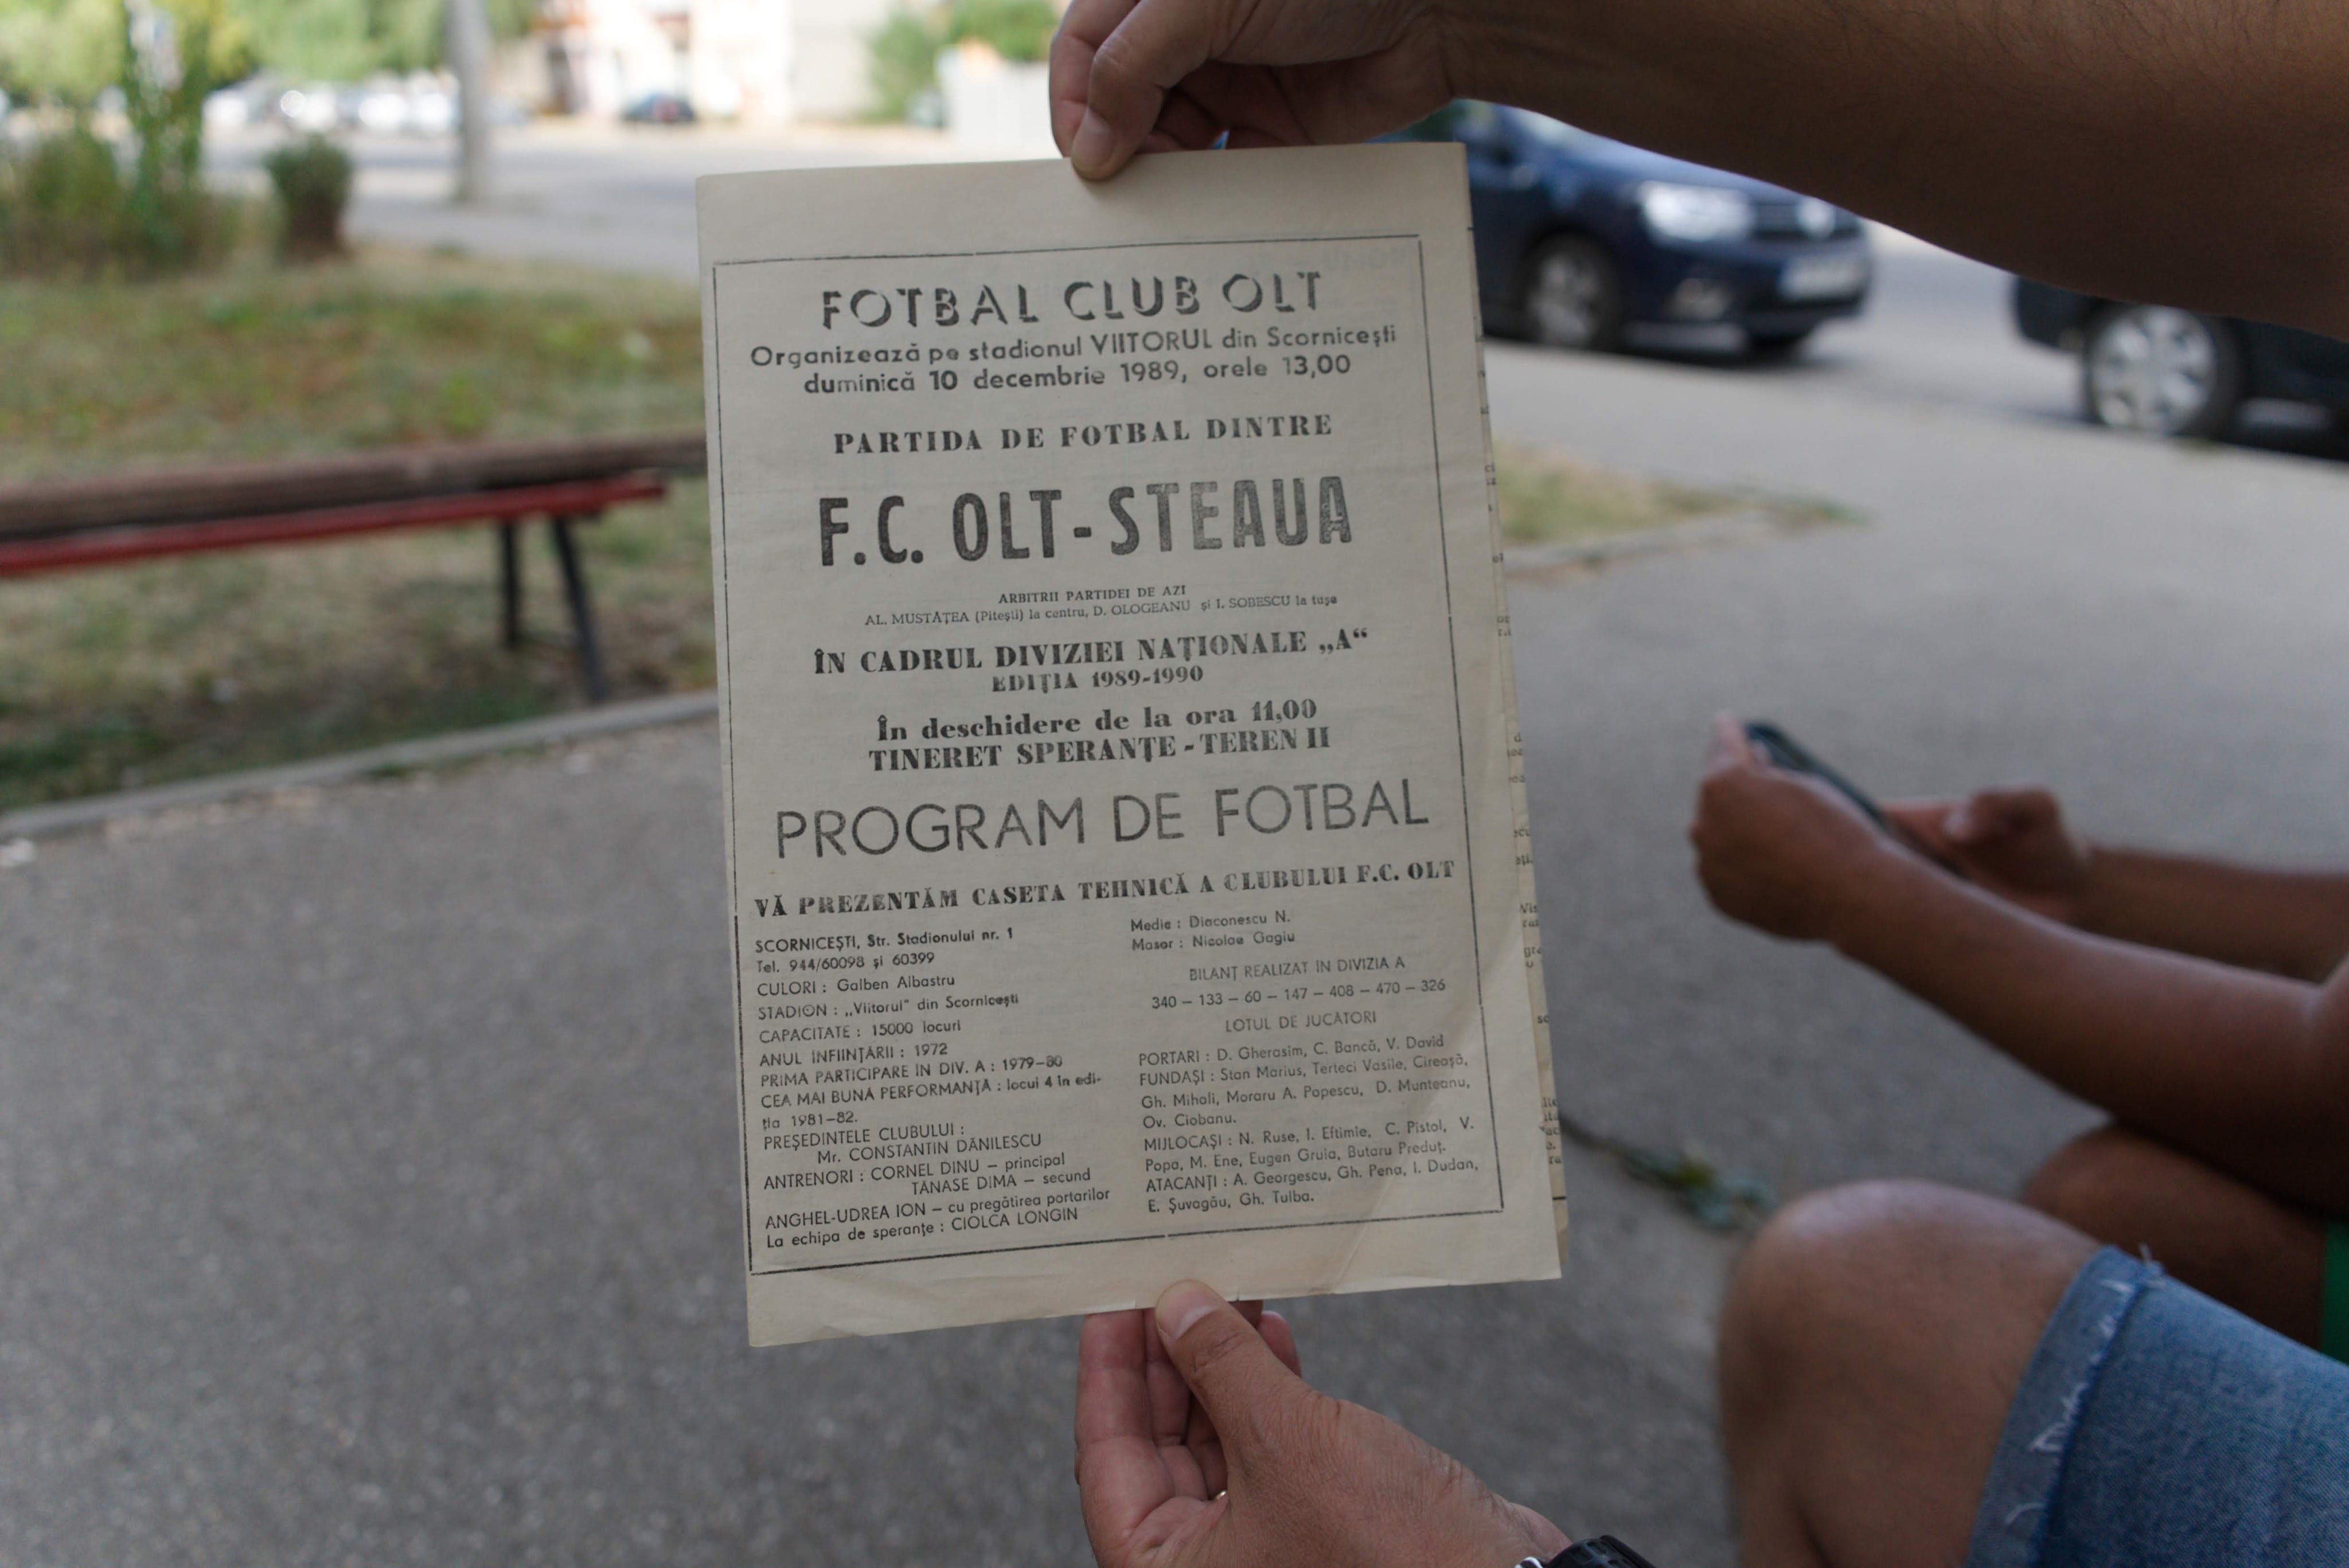 FOTBAL CLUB OLT
Organizează pe stadionul VIITORUL din Scornicești
duminică 10 decembrie 1989, orele 13,00
PARTIDA DE FOTBAL DINTRE
F.C. OLT-STEAUA
ARBITRII PARTIDEI DE AZI
AL. MUSTĂȚEA (Pitești) la centru, D. OLOGEANU și I. SOBESCU la tușe
ÎN CADRUL DIVIZIEI NAȚIONALE „A“
EDIȚIA 1989-1990
În deschidere de la ora 11,00
TINERET SPERANȚE - TEREN II
PROGRAM DE FOTBAL
VĂ PREZENTĂM CASETA TEHNICĂ A CLUBULUI F.C. OLT
SCORNICEȘTI, Str. Stadionului nr. 1
Tel. 944/60098 și 60399
CULORI : Galben Albastru
STADION : „Viitorul" din Scornicești
CAPACITATE : 15000 locuri
ANUL ÎNFIINȚĂRII : 1972
PRIMA PARTICIPARE ÎN DIV. A : 1979–80
CEA MAI BUNĂ PERFORMANȚĂ : locul 4 în edi-
ția 1981–82.
PREȘEDINTELE CLUBULUI :
Mr. CONSTANTIN DĂNILESCU
ANTRENORI : CORNEL DINU – principal
TĂNASE DIMA – secund
ANGHEL-UDREA ION – cu pregătirea portarilor
La echipa de speranțe : CIOLCĂ LONGIN
Medie : Diaconescu N.
Masor : Nicolae Gagiu
BILANȚ REALIZAT ÎN DIVIZIA A
340 – 133 – 60 – 147 – 408 – 470 – 326
LOTUL DE JUCĂTORI
PORTARI : D. Gherasim, C. Bancă, V. David
FUNDAȘI : Stan Marius, Terteci Vasile, Cireașă,
Gh. Mihali, Moraru A. Popescu, D. Munteanu,
Ov. Ciobanu.
MIJLOCAȘI : N. Ruse, I. Eftimie, C. Pistol, V.
Popa, M. Ene, Eugen Gruia, Butaru Preduț.
ATACANȚI : A. Georgescu, Gh. Pena, I. Dudan,
E. Șuvagău, Gh. Tulba.